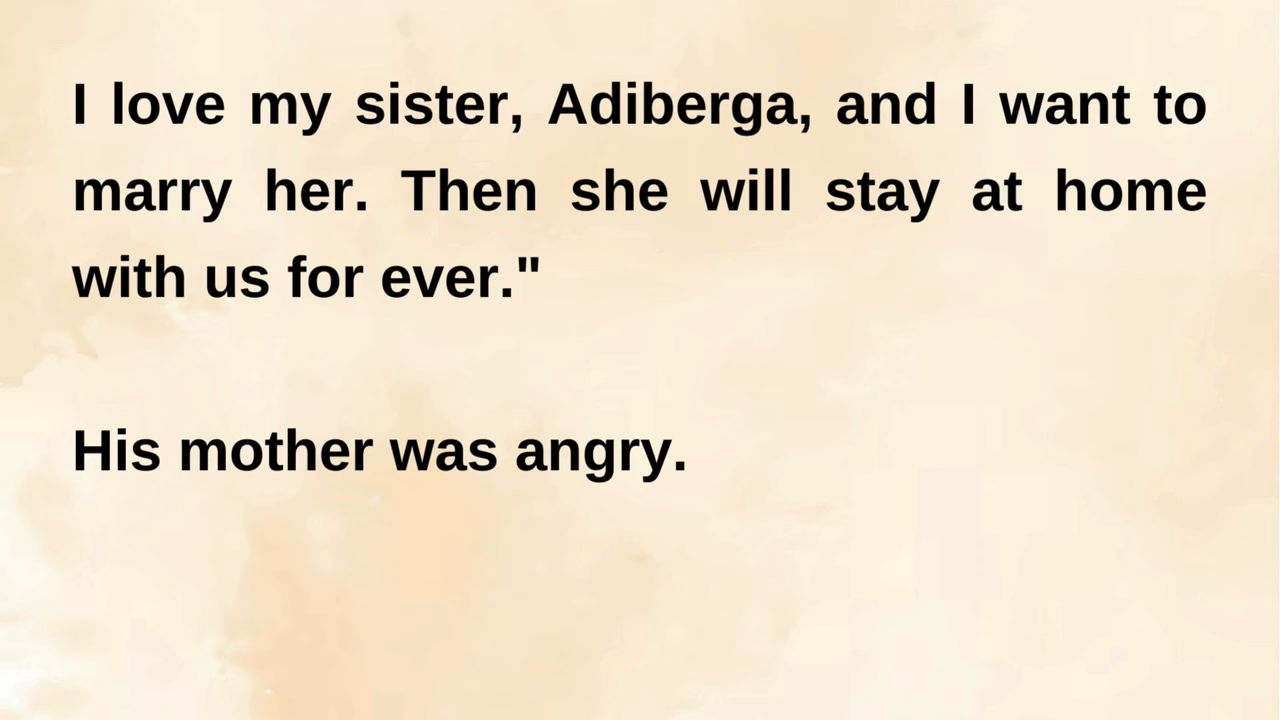 I love my sister, Adiberga, and I want to
marry her. Then she will stay at home
with us for ever."
His mother was angry.